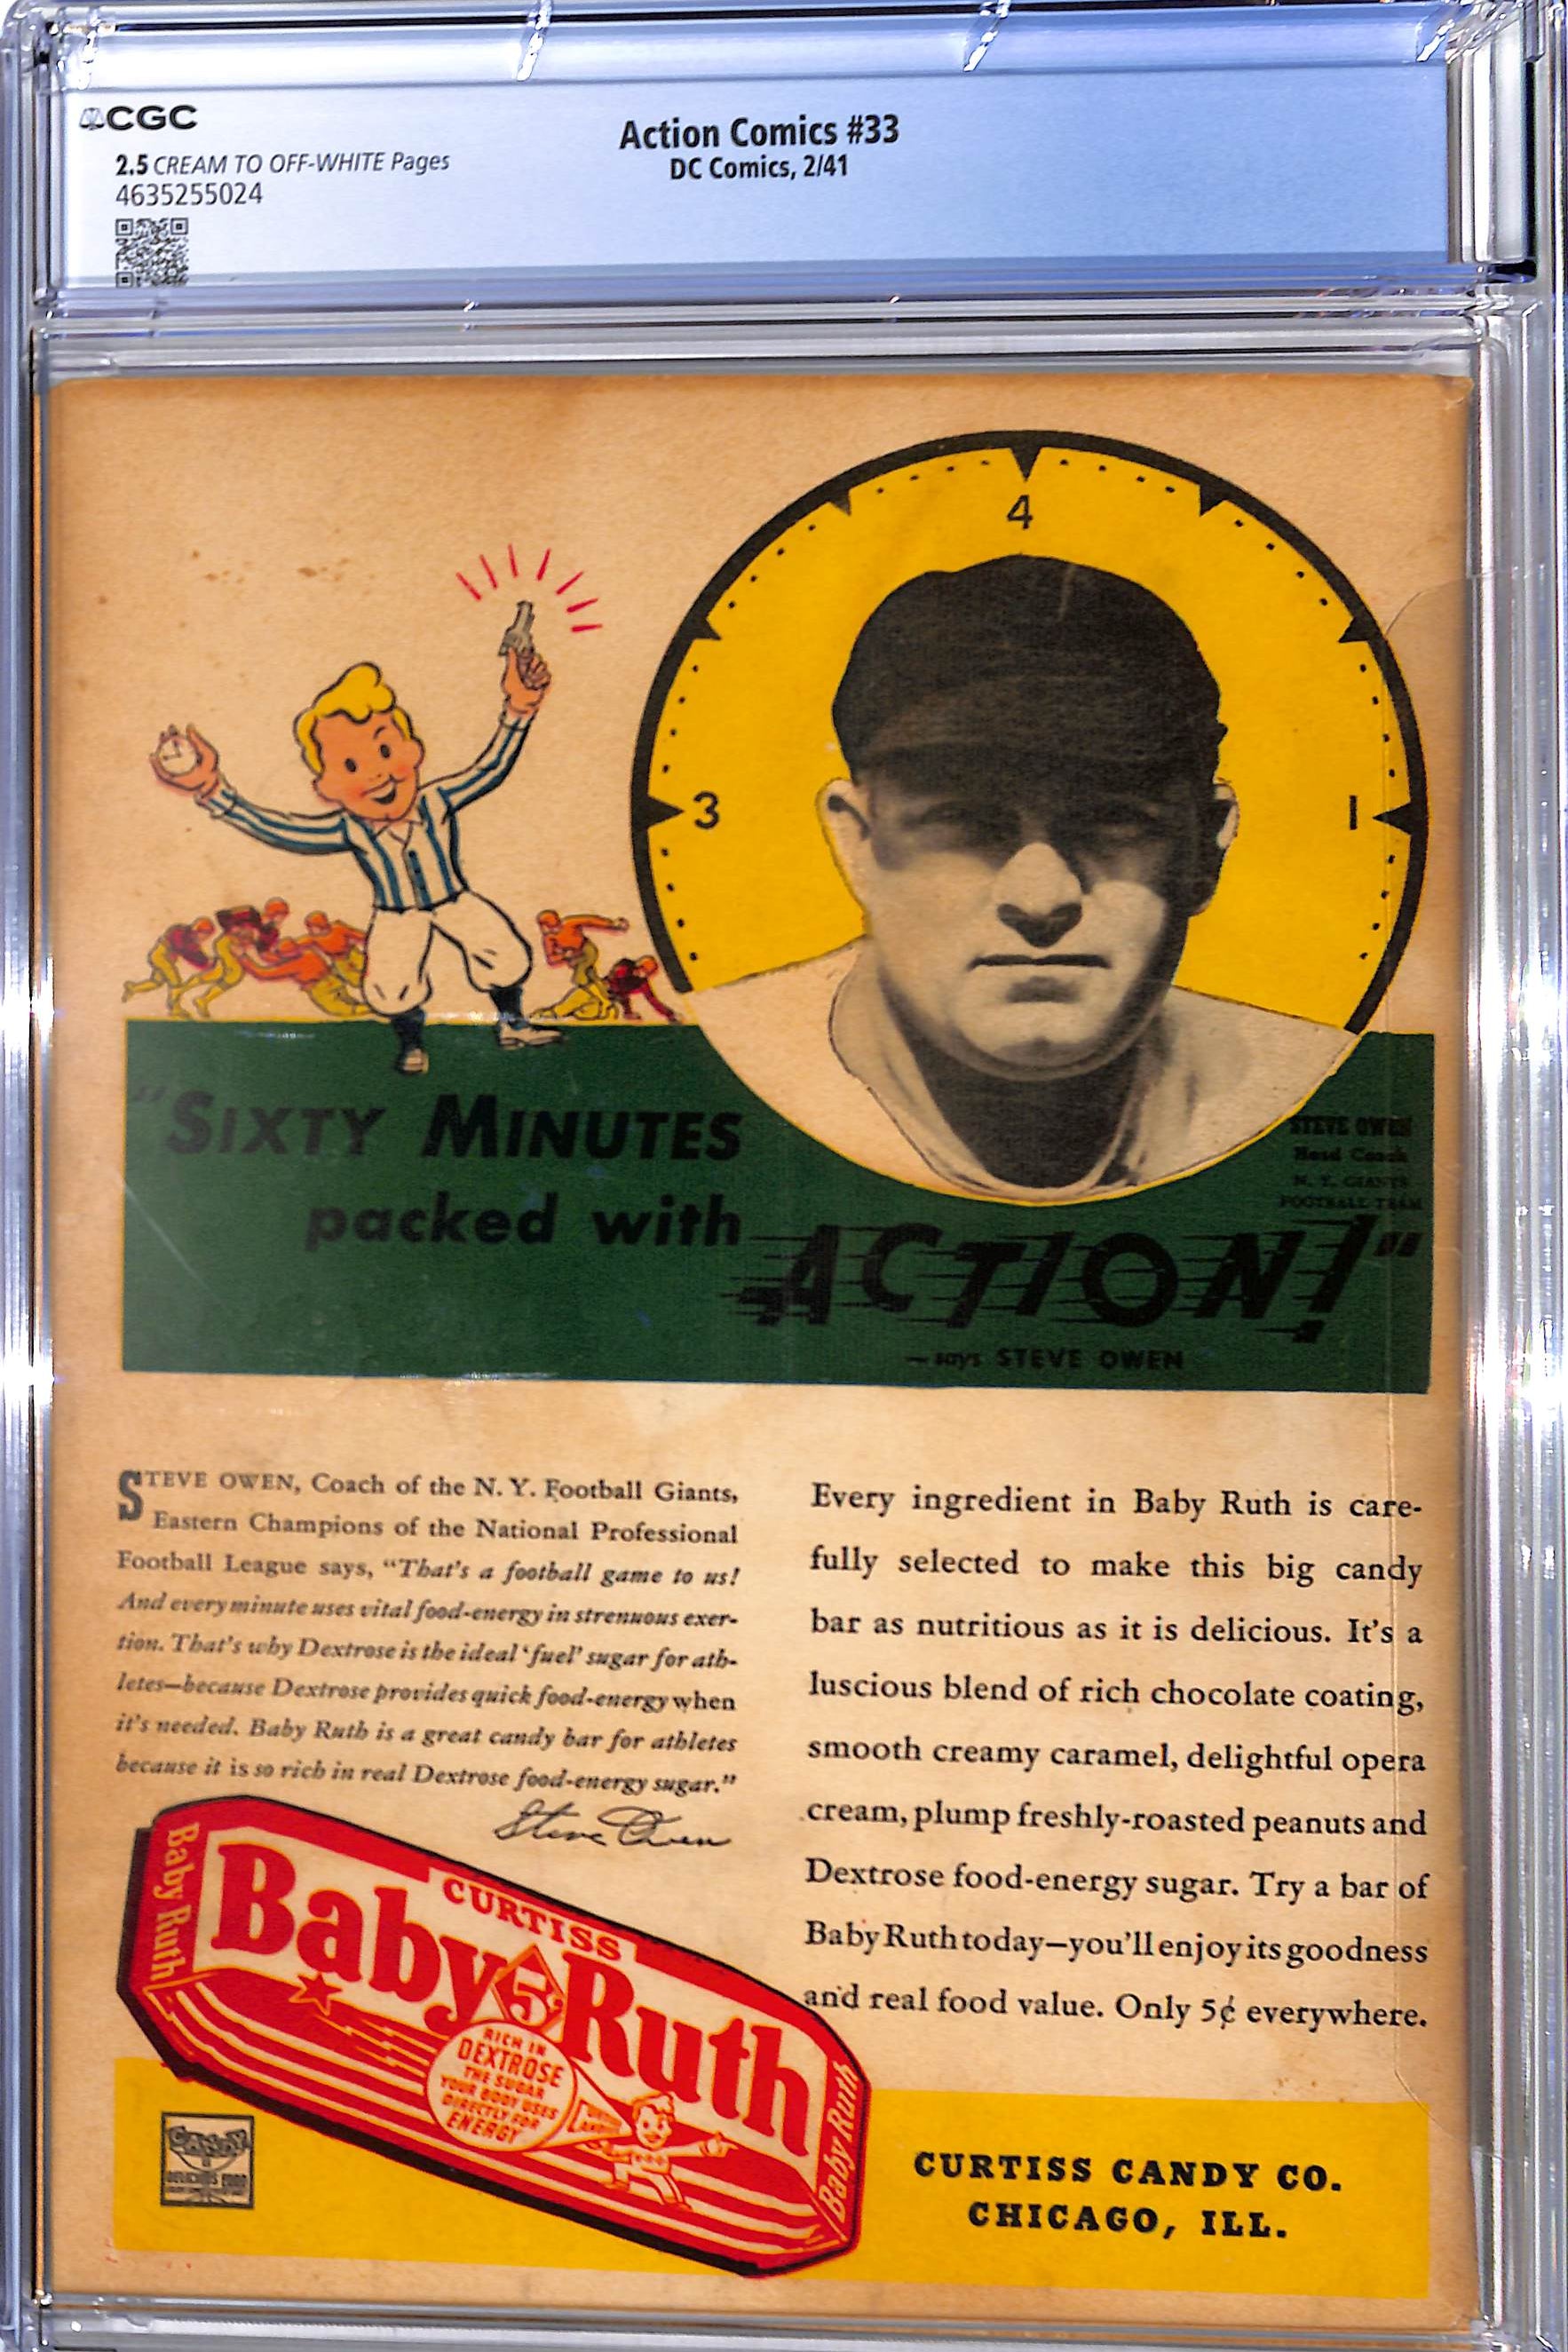 CGC
2.5 CREAM TO OFF-WHITE Pages
4635255024
Action Comics #33
DC Comics, 2/41
4
3
1
"SIXTY MINUTES
packed with
ACTION!"
— says STEVE OWEN
STEVE OWEN
Head Coach
N. Y. GIANTS
FOOTBALL TEAM
STEVE OWEN, Coach of the N. Y. Football Giants,
Eastern Champions of the National Professional
Football League says, "That's a football game to us!
And every minute uses vital food-energy in strenuous exer-
tion. That's why Dextrose is the ideal 'fuel' sugar for ath-
letes—because Dextrose provides quick food-energy when
it's needed. Baby Ruth is a great candy bar for athletes
because it is so rich in real Dextrose food-energy sugar."
Steve Owen
Every ingredient in Baby Ruth is care-
fully selected to make this big candy
bar as nutritious as it is delicious. It's a
luscious blend of rich chocolate coating,
smooth creamy caramel, delightful opera
cream, plump freshly-roasted peanuts and
Dextrose food-energy sugar. Try a bar of
Baby Ruth today—you'll enjoy its goodness
and real food value. Only 5¢ everywhere.
Baby Ruth
CURTISS
Baby Ruth
5¢
RICH IN
DEXTROSE
THE SUGAR
YOUR BODY USES
DIRECTLY FOR
ENERGY
Baby Ruth
CANDY
IS
DELICIOUS FOOD
CURTISS CANDY CO.
CHICAGO, ILL.